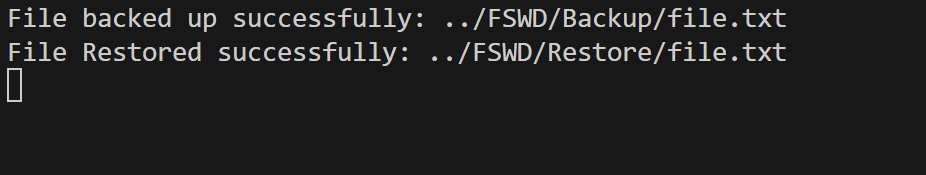 File backed up successfully: ../FSWD/Backup/file.txt
File Restored successfully: ../FSWD/Restore/file.txt